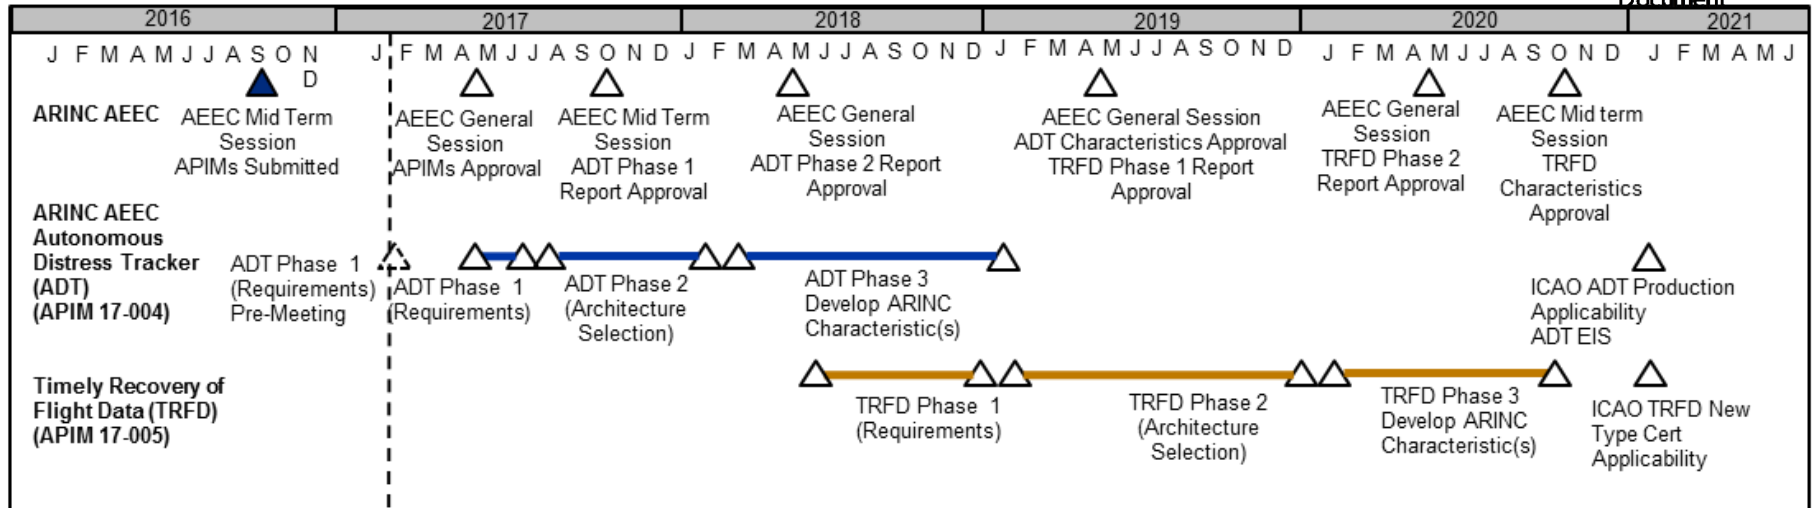 Document
2016 2017 2018 2019 2020 2021
J F M A M J J A S O N D J F M A M J J A S O N D J F M A M J J A S O N D J F M A M J J A S O N D J F M A M J J A S O N D J F M A M J
ARINC AEEC
AEEC Mid Term
Session
APIMs Submitted
AEEC General
Session
APIMs Approval
AEEC Mid Term
Session
ADT Phase 1
Report Approval
AEEC General
Session
ADT Phase 2 Report
Approval
AEEC General Session
ADT Characteristics Approval
TRFD Phase 1 Report
Approval
AEEC General
Session
TRFD Phase 2
Report Approval
AEEC Mid term
Session
TRFD
Characteristics
Approval
ARINC AEEC
Autonomous
Distress Tracker
(ADT)
(APIM 17-004)
ADT Phase 1
(Requirements)
Pre-Meeting
ADT Phase 1
(Requirements)
ADT Phase 2
(Architecture
Selection)
ADT Phase 3
Develop ARINC
Characteristic(s)
ICAO ADT Production
Applicability
ADT EIS
Timely Recovery of
Flight Data (TRFD)
(APIM 17-005)
TRFD Phase 1
(Requirements)
TRFD Phase 2
(Architecture
Selection)
TRFD Phase 3
Develop ARINC
Characteristic(s)
ICAO TRFD New
Type Cert
Applicability